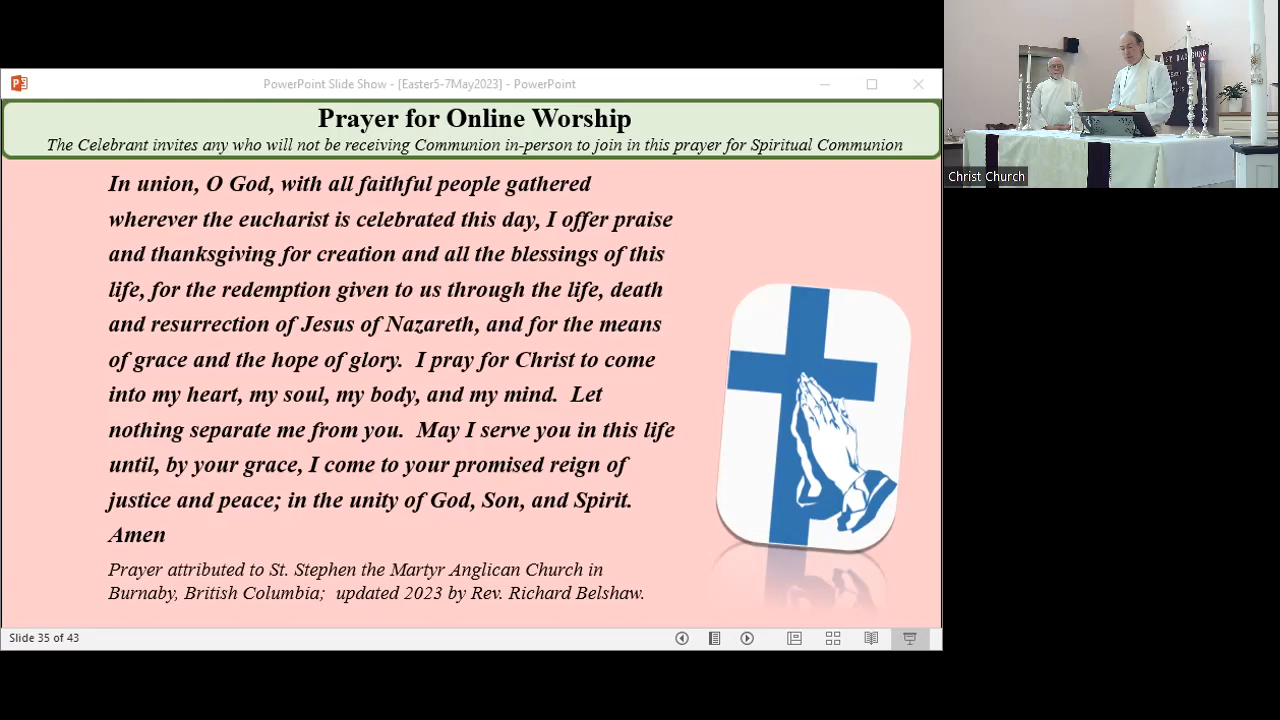 PowerPoint Slide Show - [Easter5-7May2023] - PowerPoint
Prayer for Online Worship
The Celebrant invites any who will not be receiving Communion in-person to join in this prayer for Spiritual Communion
In union, O God, with all faithful people gathered
wherever the eucharist is celebrated this day, I offer praise
and thanksgiving for creation and all the blessings of this
life, for the redemption given to us through the life, death
and resurrection of Jesus of Nazareth, and for the means
of grace and the hope of glory.  I pray for Christ to come
into my heart, my soul, my body, and my mind.  Let
nothing separate me from you.  May I serve you in this life
until, by your grace, I come to your promised reign of
justice and peace; in the unity of God, Son, and Spirit.
Amen
Prayer attributed to St. Stephen the Martyr Anglican Church in
Burnaby, British Columbia;  updated 2023 by Rev. Richard Belshaw.
Slide 35 of 43
Christ Church